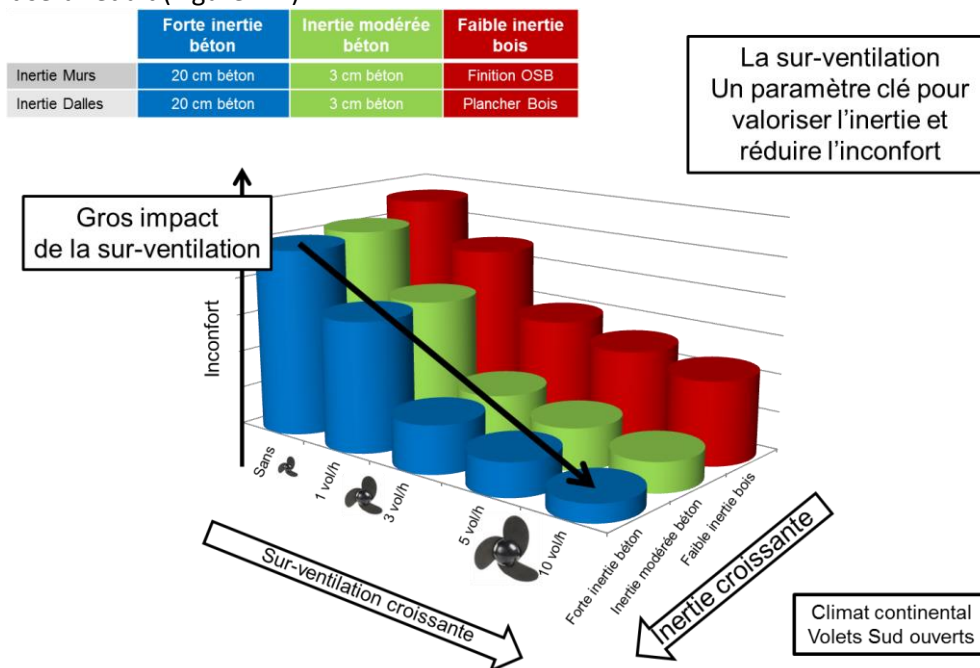 Forte inertie béton	Inertie modérée béton	Faible inertie bois
Inertie Murs	20 cm béton	3 cm béton	Finition OSB
Inertie Dalles	20 cm béton	3 cm béton	Plancher Bois
La sur-ventilation
Un paramètre clé pour
valoriser l'inertie et
réduire l'inconfort
Gros impact
de la sur-ventilation
Inconfort
Sans
1 vol/h
3 vol/h
5 vol/h
10 vol/h
Forte inertie béton
Inertie modérée béton
Faible inertie bois
Sur-ventilation croissante
Inertie croissante
Climat continental
Volets Sud ouverts